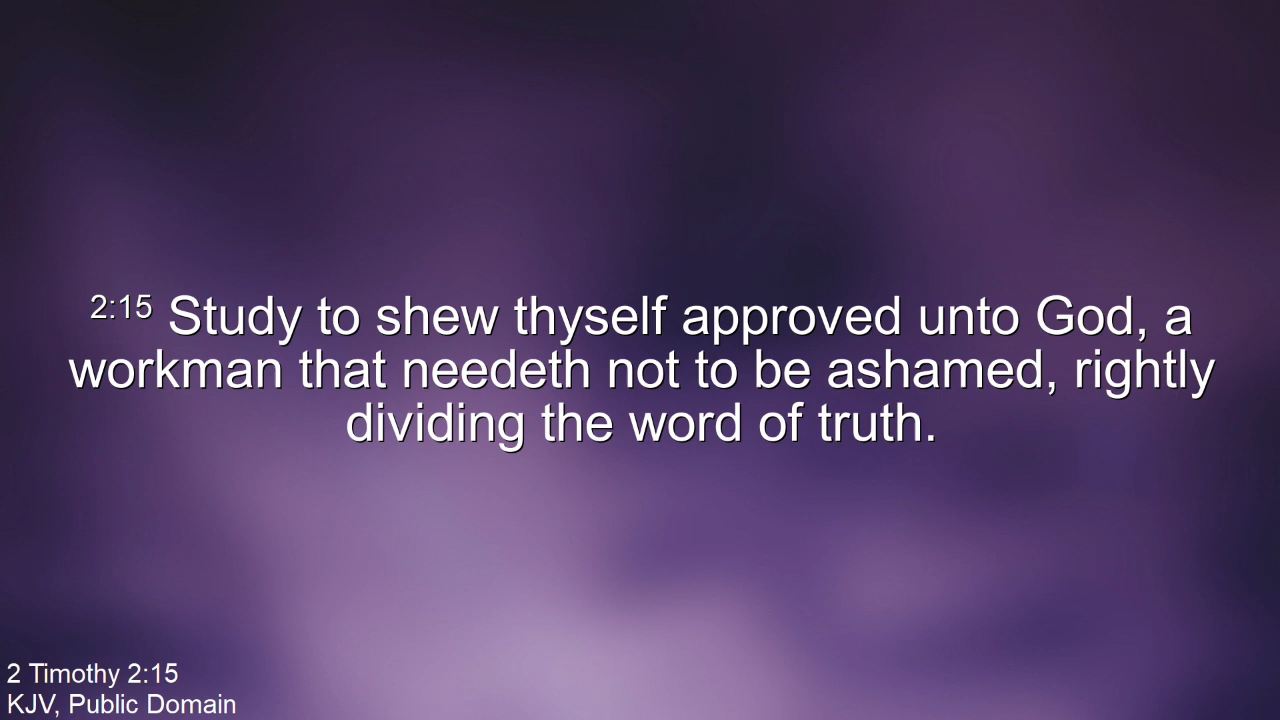 2:15 Study to shew thyself approved unto God, a
workman that needeth not to be ashamed, rightly
dividing the word of truth.
2 Timothy 2:15
KJV, Public Domain